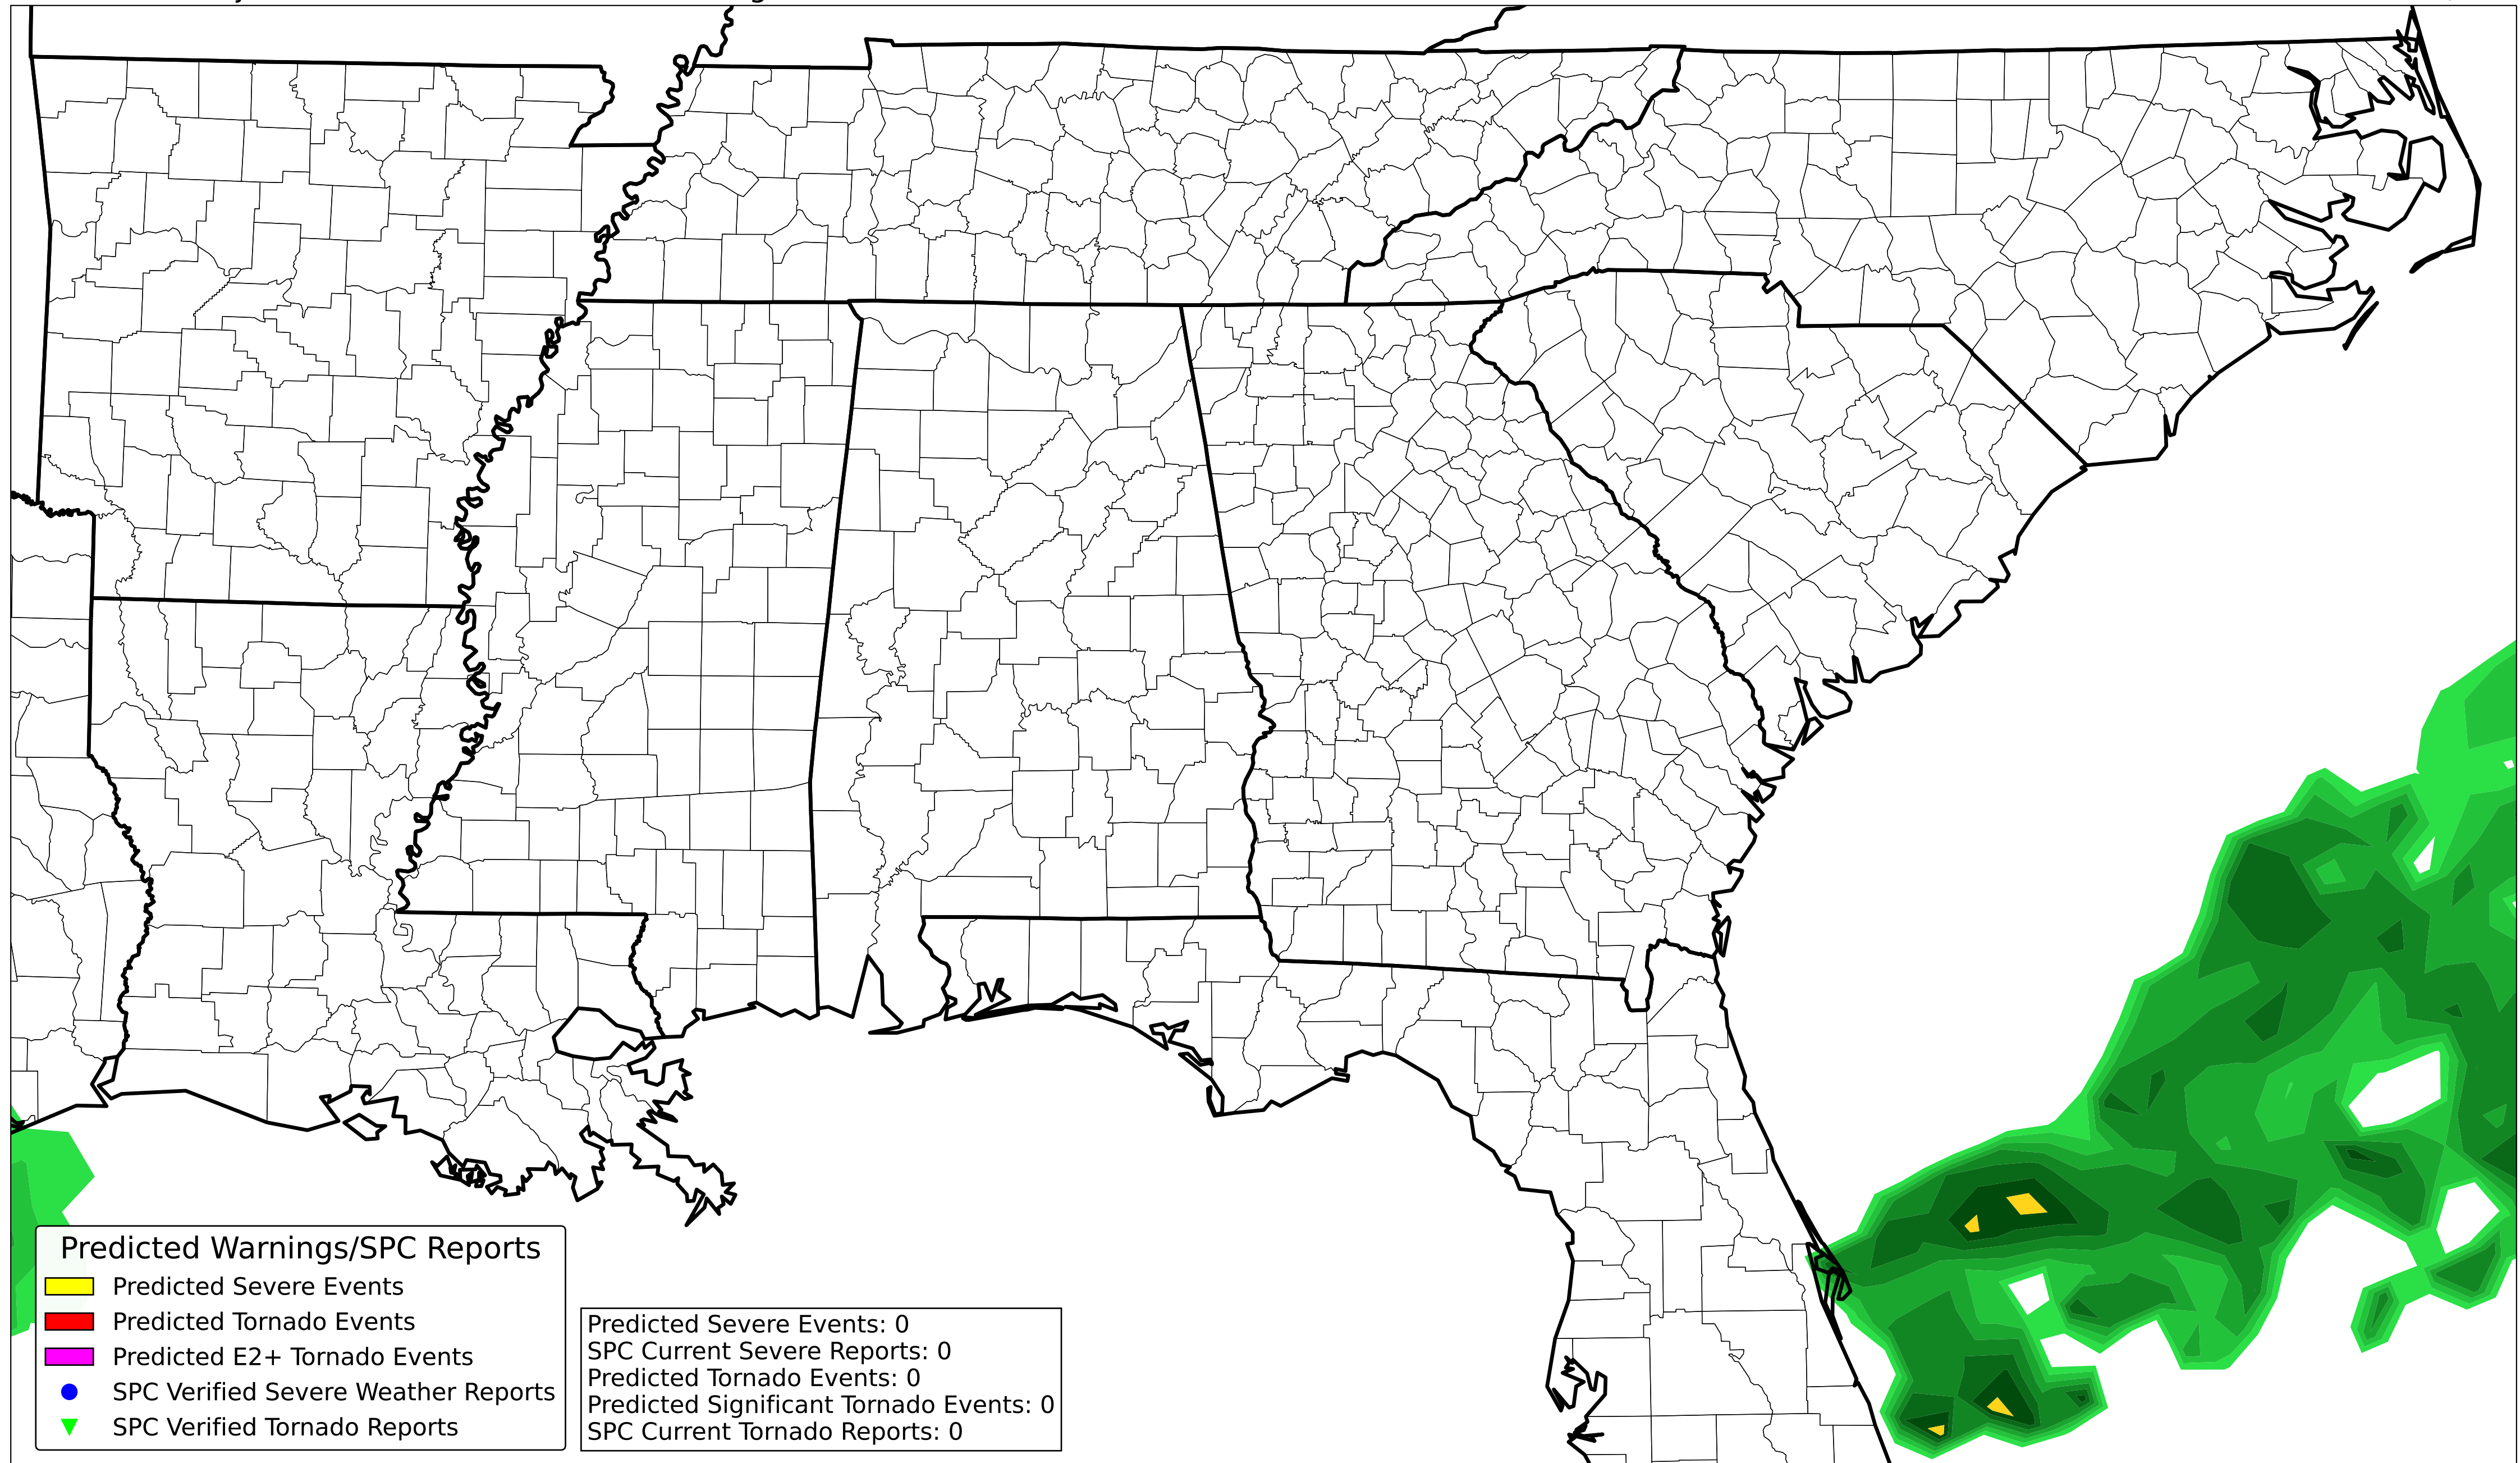 Predicted Warnings/SPC Reports
Predicted Severe Events
Predicted Tornado Events
Predicted E2+ Tornado Events
SPC Verified Severe Weather Reports
SPC Verified Tornado Reports
Predicted Severe Events: 0
SPC Current Severe Reports: 0
Predicted Tornado Events: 0
Predicted Significant Tornado Events: 0
SPC Current Tornado Reports: 0